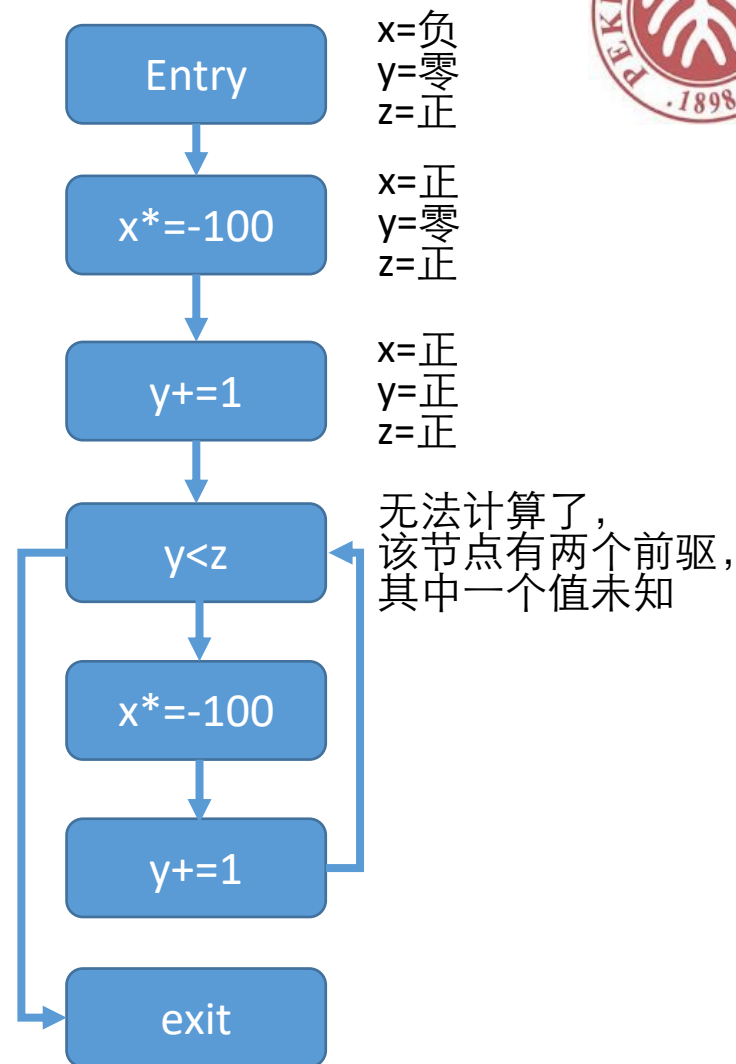 Entry
x=负
y=零
z=正
PEKI
·1898
x*=-100
x=正
y=零
z=正
y+=1
x=正
y=正
z=正
y<z
无法计算了，
该节点有两个前驱，
其中一个值未知
x*=-100
y+=1
exit